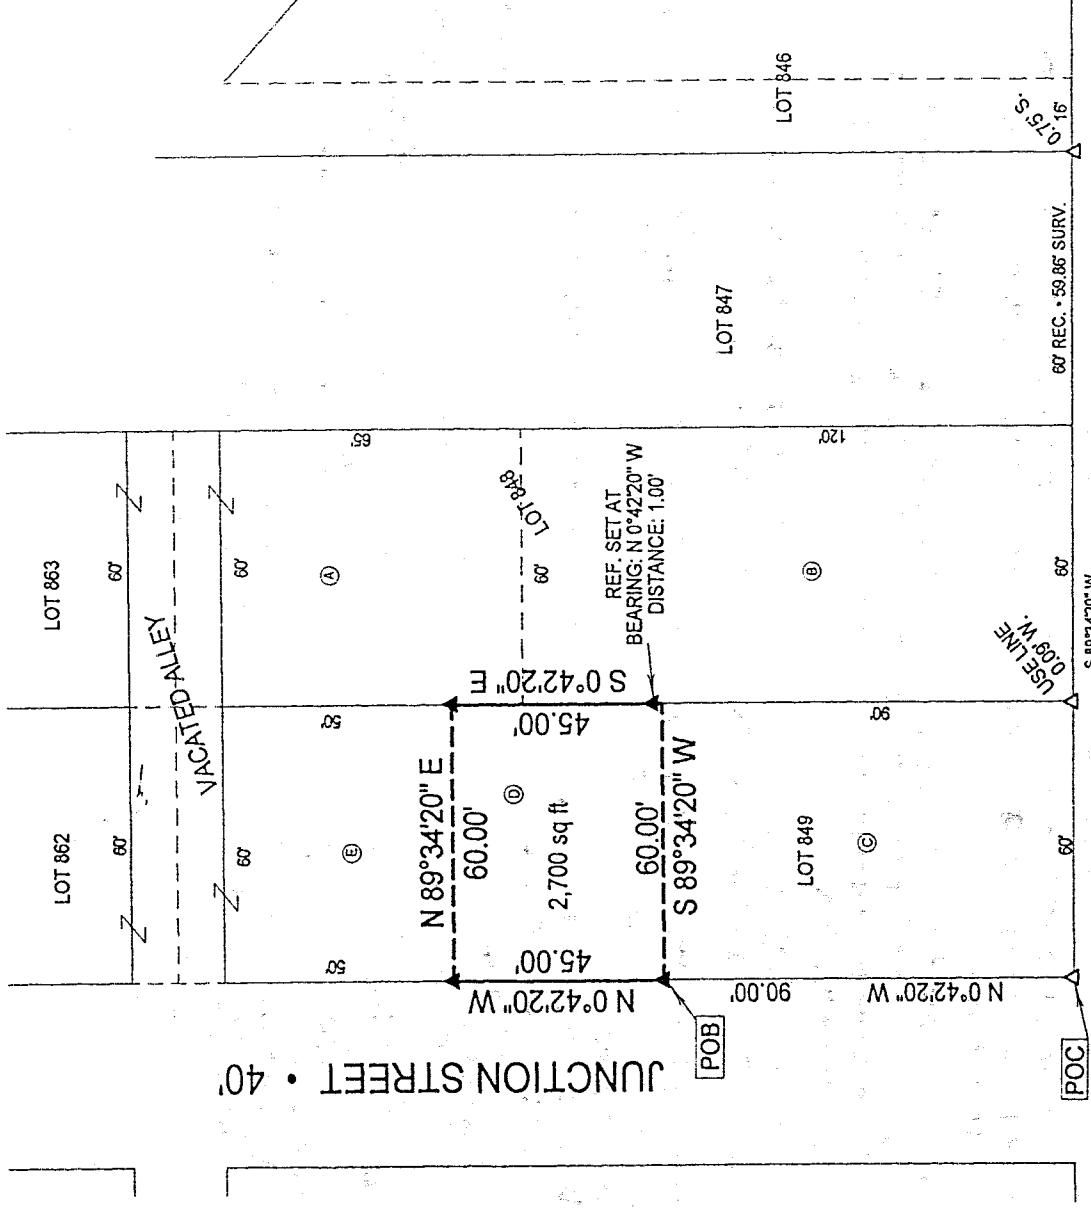 LOT 846
0.75' S.
16'
60' REC. • 59.86' SURV.
LOT 847
LOT 863
60'
60'
65'
120'
LOT 848
60'
A
B
REF. SET AT
BEARING: N 0°42'20" W
DISTANCE: 1.00'
USE LINE
0.09' W.
60'
S 89°34'20" W
VACATED ALLEY
LOT 862
60'
60'
50'
50'
E
N 89°34'20" E
60.00'
S 0°42'20" E
45.00'
D
2,700 sq ft
60.00'
S 89°34'20" W
45.00'
N 0°42'20" W
90'
LOT 849
C
60'
90.00'
N 0°42'20" W
POB
POC
JUNCTION STREET • 40'